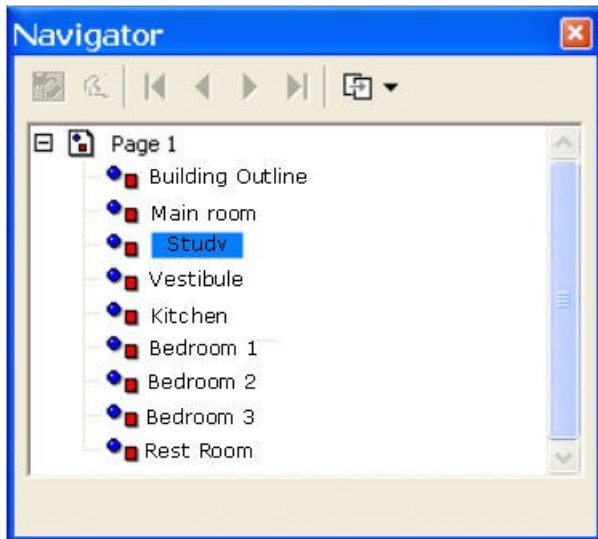 Navigator
Page 1
Building Outline
Main room
Study
Vestibule
Kitchen
Bedroom 1
Bedroom 2
Bedroom 3
Rest Room